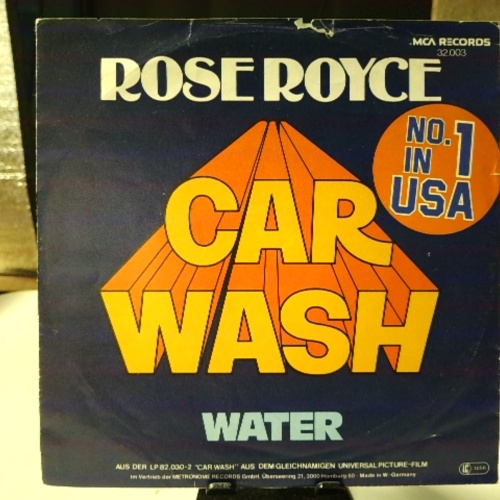 MCA RECORDS
32.003
ROSE ROYCE
NO. 1
IN
USA
CAR
WASH
WATER
AUS DER LP 82.030-2 "CAR WASH" AUS DEM GLEICHNAMIGEN UNIVERSAL PICTURE-FILM
Im Vertrieb der METRONOME RECORDS GmbH, Überseering 21, 2000 Hamburg 60 · Made in W.-Germany